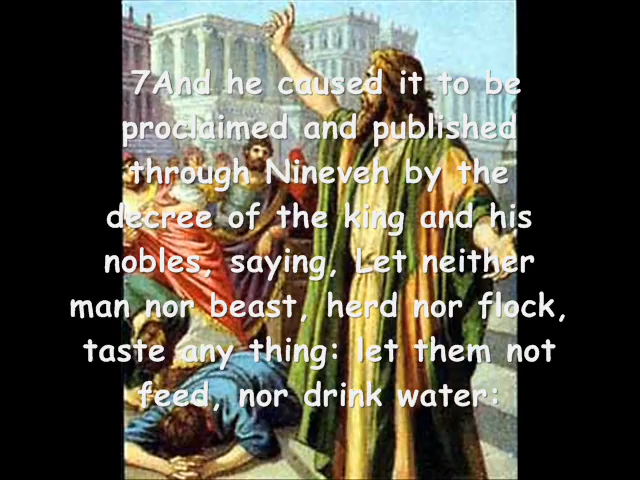 7And he caused it to be
proclaimed and published
through Nineveh by the
decree of the king and his
nobles, saying, Let neither
man nor beast, herd nor flock,
taste any thing: let them not
feed, nor drink water: